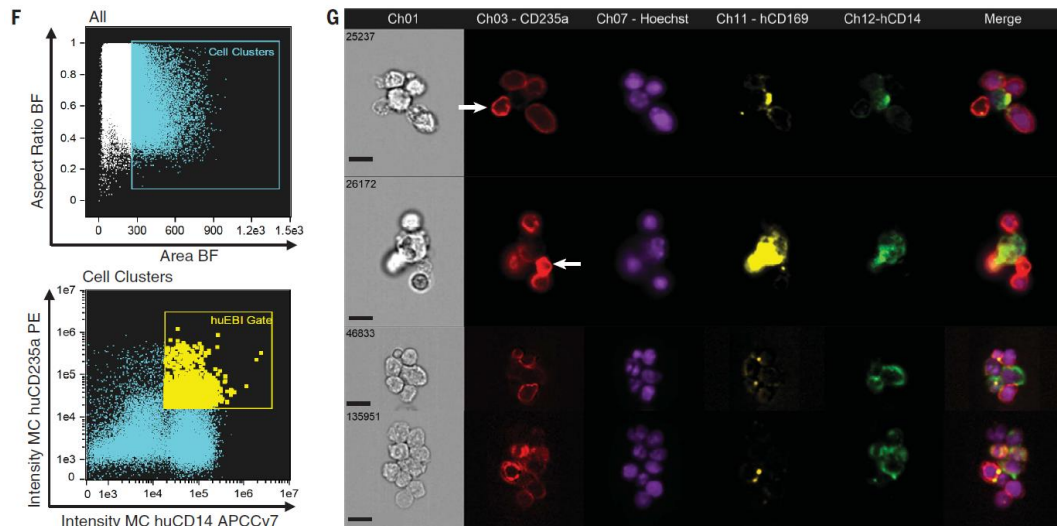 F
All
Cell Clusters
Aspect Ratio BF
1
0.8
0.6
0.4
0.2
0
0 300 600 900 1.2e3 1.5e3
Area BF
Cell Clusters
huEBI Gate
Intensity MC huCD235a PE
1e7
1e6
1e5
1e4
1e3
0
0 1e3 1e4 1e5 1e6 1e7
Intensity MC huCD14 APCCy7
G
Ch01 Ch03 - CD235a Ch07 - Hoechst Ch11 - hCD169 Ch12-hCD14 Merge
25237
26172
46833
135951